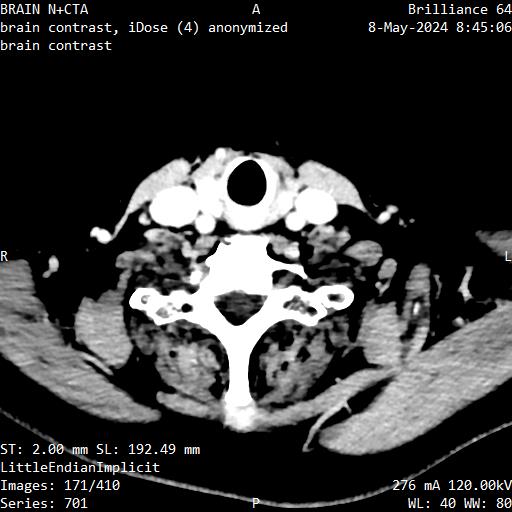 BRAIN N+CTA
A
Brilliance 64
brain contrast, iDose (4) anonymized
8-May-2024 8:45:06
brain contrast
R
L
ST: 2.00 mm SL: 192.49 mm
LittleEndianImplicit
Images: 171/410
276 mA 120.00kV
Series: 701
P
WL: 40 WW: 80